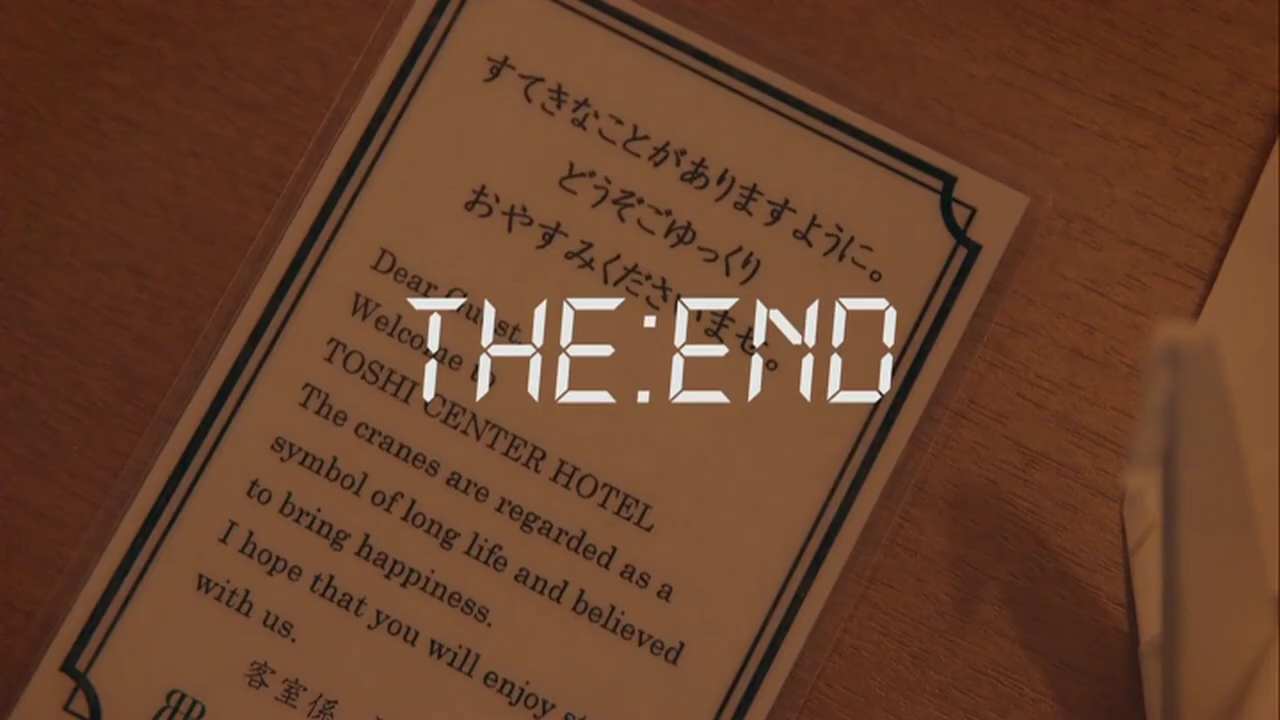 すてきなことがありますように。
どうぞごゆっくり
おやすみくださいませ。
Dear Guest.
Welcome to
TOSHI CENTER HOTEL
The cranes are regarded as a
symbol of long life and believed
to bring happiness.
I hope that you will enjoy
with us.
客室係
THE:END